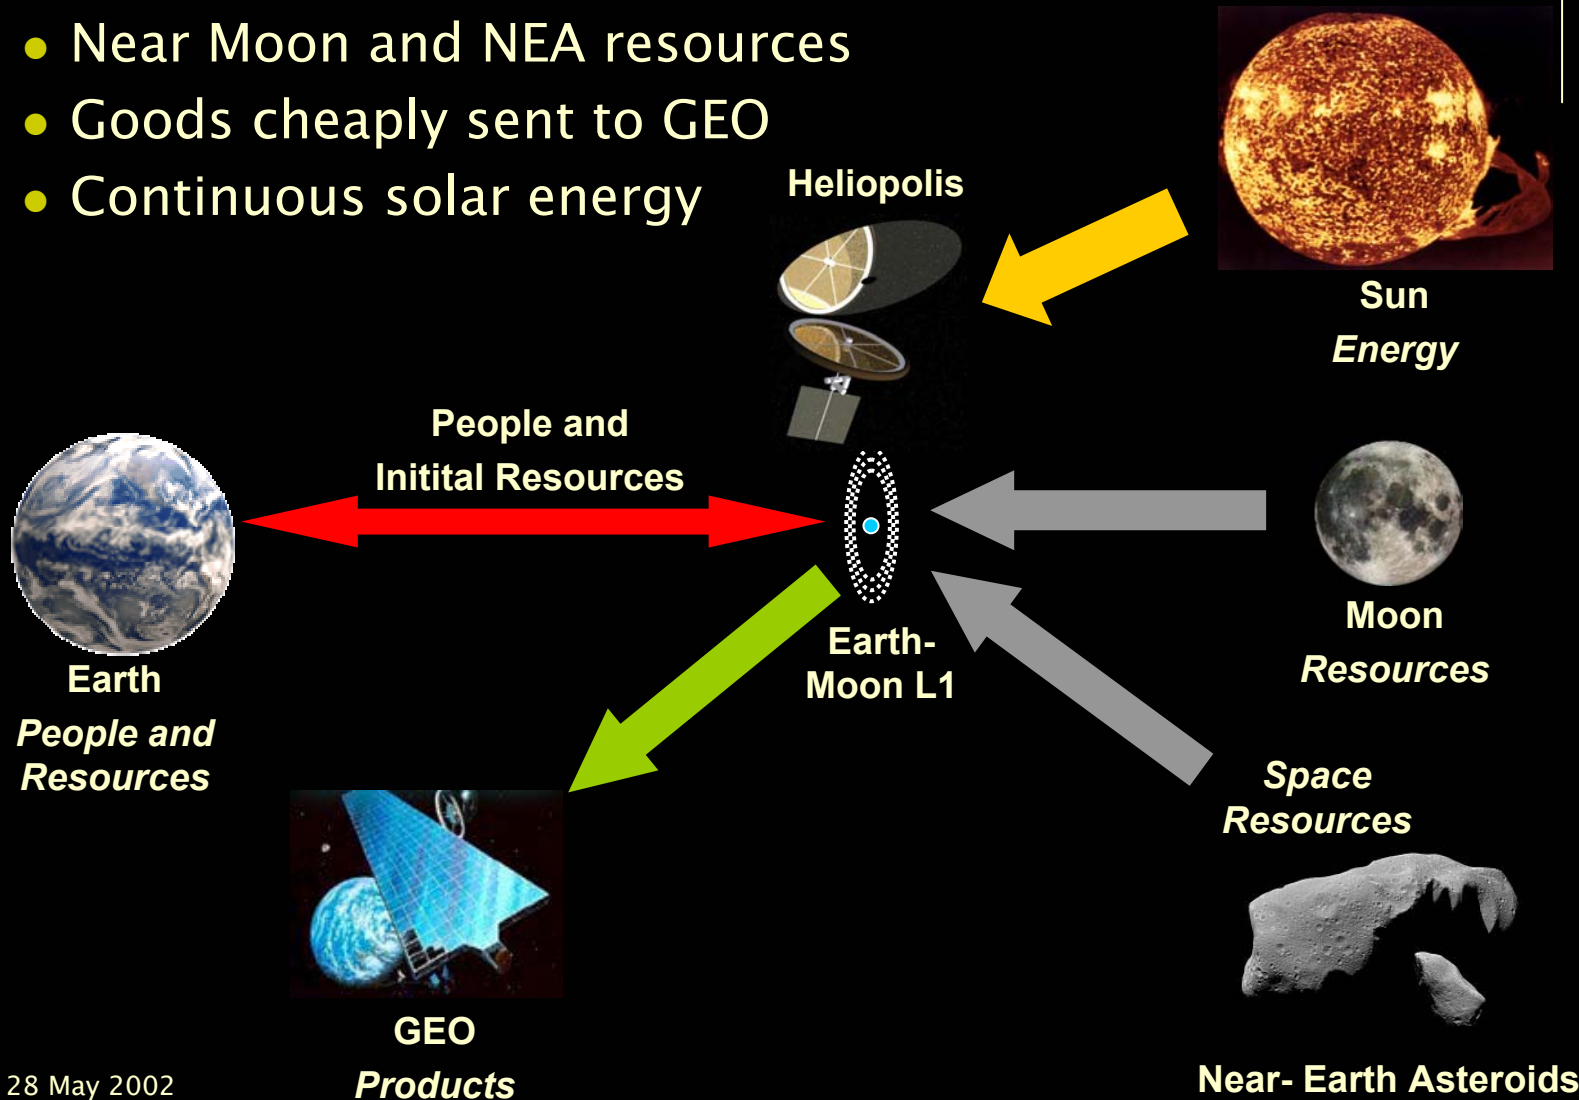 Near Moon and NEA resources
Goods cheaply sent to GEO
Continuous solar energy
Heliopolis
Sun
Energy
People and
Initital Resources
Earth
People and
Resources
Earth-
Moon L1
Moon
Resources
Space
Resources
GEO
Products
Near- Earth Asteroids
28 May 2002